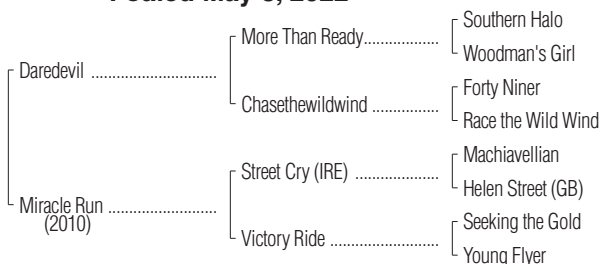 Foaled May 2022
Southern Halo
More Than Ready..................
Woodman's Girl
Daredevil ..............................
Forty Niner
Chasethewildwind ................
Race the Wild Wind
Machiavellian
Street Cry (IRE) ....................
Helen Street (GB)
Miracle Run ..........................
(2010)
Seeking the Gold
Victory Ride ..........................
Young Flyer